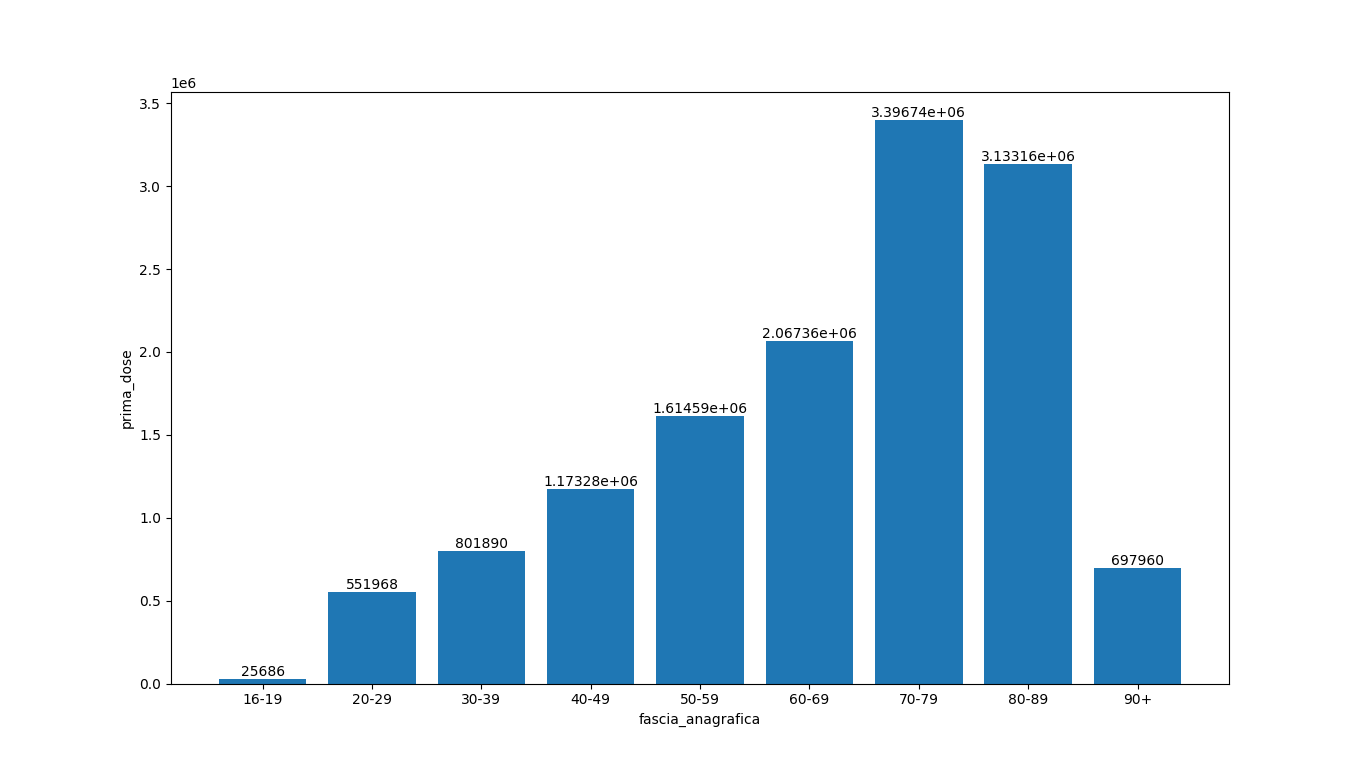 1e6
3.5
3.0
2.5
2.0
1.5
1.0
0.5
0.0
prima_dose
25686
551968
801890
1.17328e+06
1.61459e+06
2.06736e+06
3.39674e+06
3.13316e+06
697960
16-19 20-29 30-39 40-49 50-59 60-69 70-79 80-89 90+
fascia_anagrafica